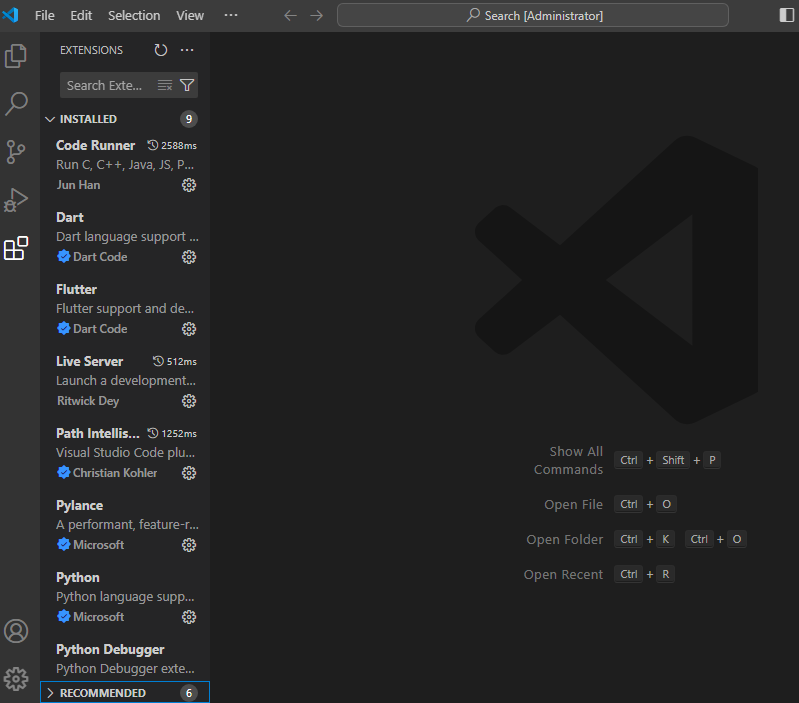 File Edit Selection View ···
Search [Administrator]
EXTENSIONS
Search Exte...
INSTALLED 9
Code Runner 2588ms
Run C, C++, Java, JS, P...
Jun Han
Dart
Dart language support ...
Dart Code
Flutter
Flutter support and de...
Dart Code
Live Server 512ms
Launch a development...
Ritwick Dey
Path Intellis... 1252ms
Visual Studio Code plu...
Christian Kohler
Pylance
A performant, feature-r...
Microsoft
Python
Python language supp...
Microsoft
Python Debugger
Python Debugger exte...
RECOMMENDED 6
Show All
Commands
Ctrl + Shift + P
Open File Ctrl + O
Open Folder Ctrl + K Ctrl + O
Open Recent Ctrl + R